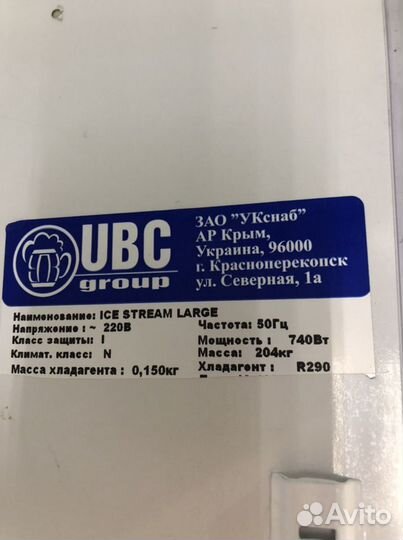 UBC
group
ЗАО "УКснаб"
АР Крым,
Украина, 96000
г. Красноперекопск
ул. Северная, 1а
Наименование: ICE STREAM LARGE
Напряжение : ~ 220В
Частота: 50Гц
Класс защиты: I
Мощность : 740Вт
Климат. класс: N
Масса: 204кг
Масса хладагента : 0,150кг
Хладагент : R290
Avito